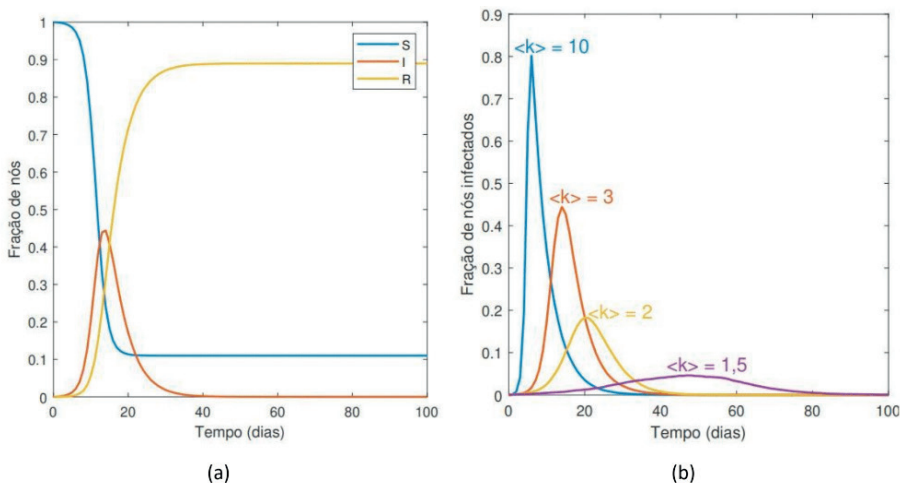 1
0.9
0.8
0.7
0.6
0.5
0.4
0.3
0.2
0.1
0
Fração de nós
S
I
R
0 20 40 60 80 100
Tempo (dias)
(a)
0.9
0.8
0.7
0.6
0.5
0.4
0.3
0.2
0.1
0
Fração de nós infectados
<k> = 10
<k> = 3
<k> = 2
<k> = 1,5
0 20 40 60 80 100
Tempo (dias)
(b)